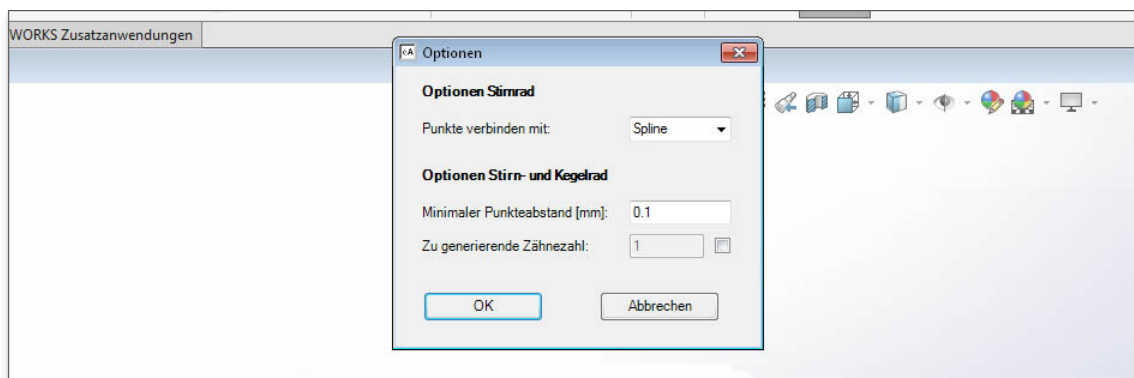 WORKS Zusatzanwendungen
eA Optionen
Optionen Stirnrad
Punkte verbinden mit: Spline
Optionen Stirn- und Kegelrad
Minimaler Punkteabstand [mm]: 0.1
Zu generierende Zähnezahl: 1
OK Abbrechen